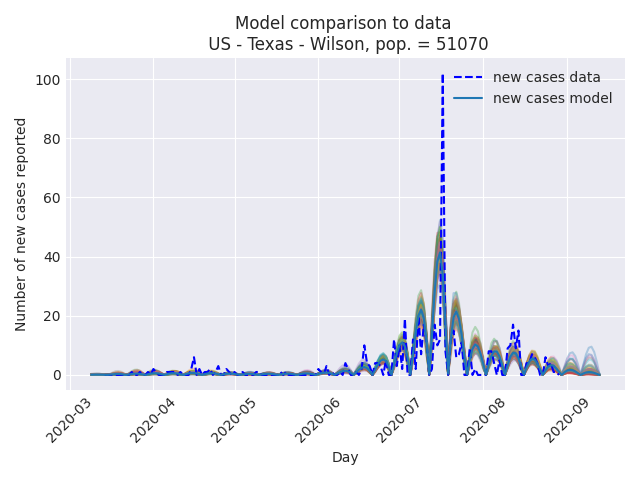 Model comparison to data
US - Texas - Wilson, pop. = 51070
new cases data
new cases model
Number of new cases reported
100
80
60
40
20
0
2020-03
2020-04
2020-05
2020-06
2020-07
2020-08
2020-09
Day